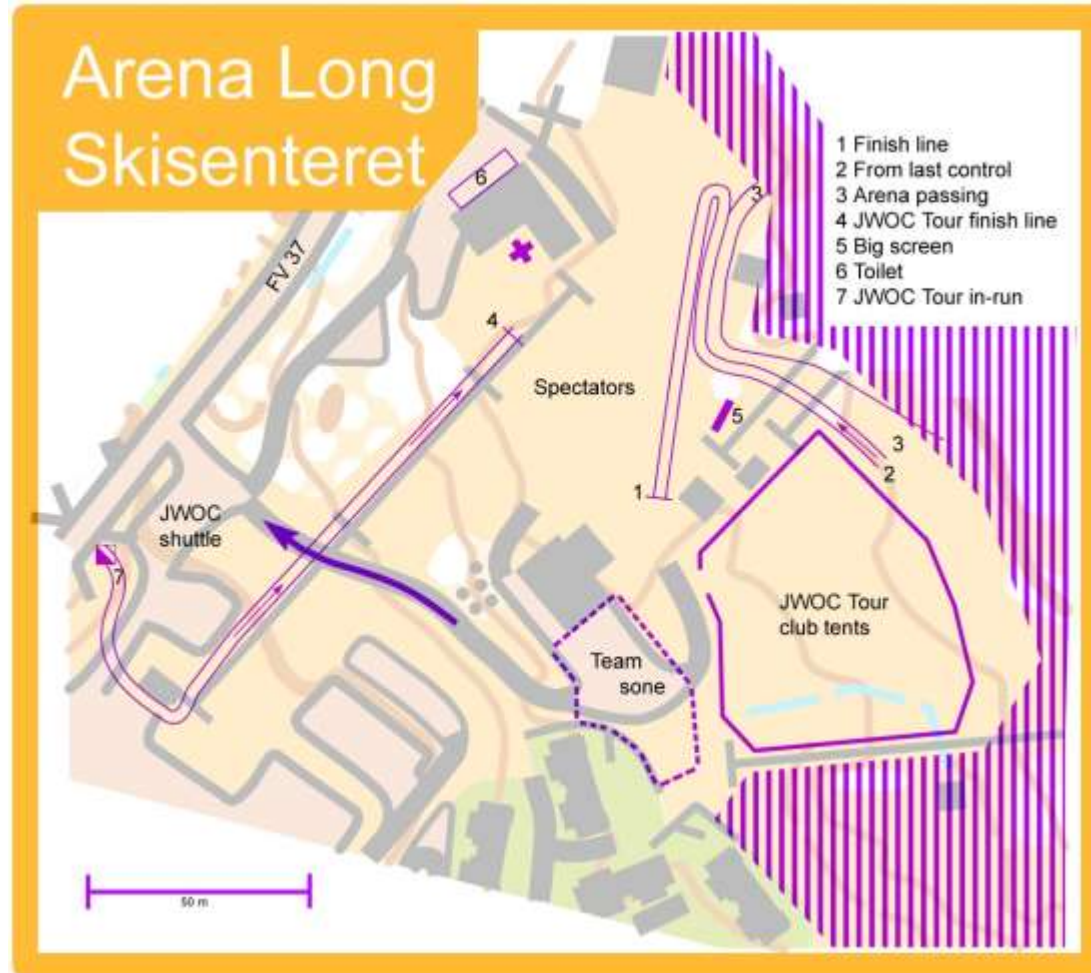 Arena Long
Skisenteret
1 Finish line
2 From last control
3 Arena passing
4 JWOC Tour finish line
5 Big screen
6 Toilet
7 JWOC Tour in-run
6
3
FV 37
4
Spectators
5
3
2
1
JWOC
shuttle
7
JWOC Tour
club tents
Team
sone
50 m